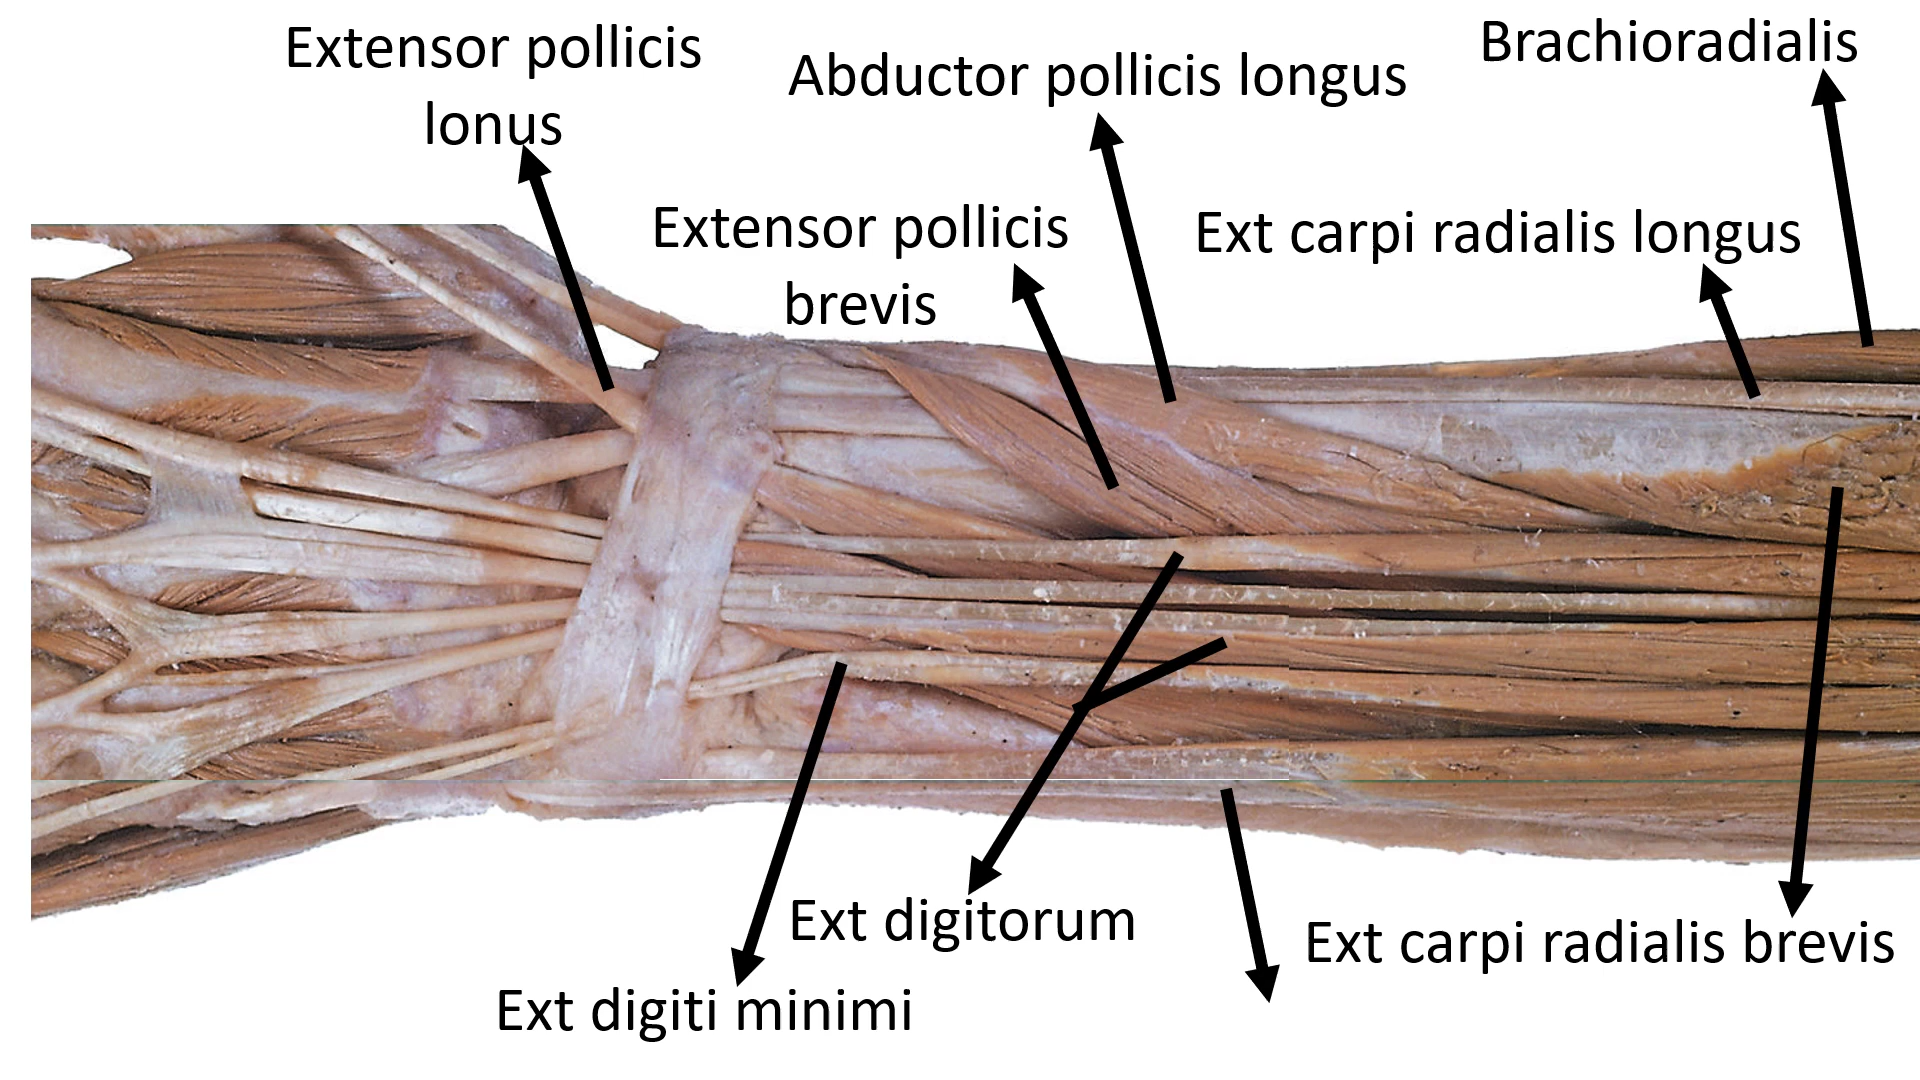 Extensor pollicis
lonus
Abductor pollicis longus
Brachioradialis
Extensor pollicis
brevis
Ext carpi radialis longus
Ext digitorum
Ext carpi radialis brevis
Ext digiti minimi